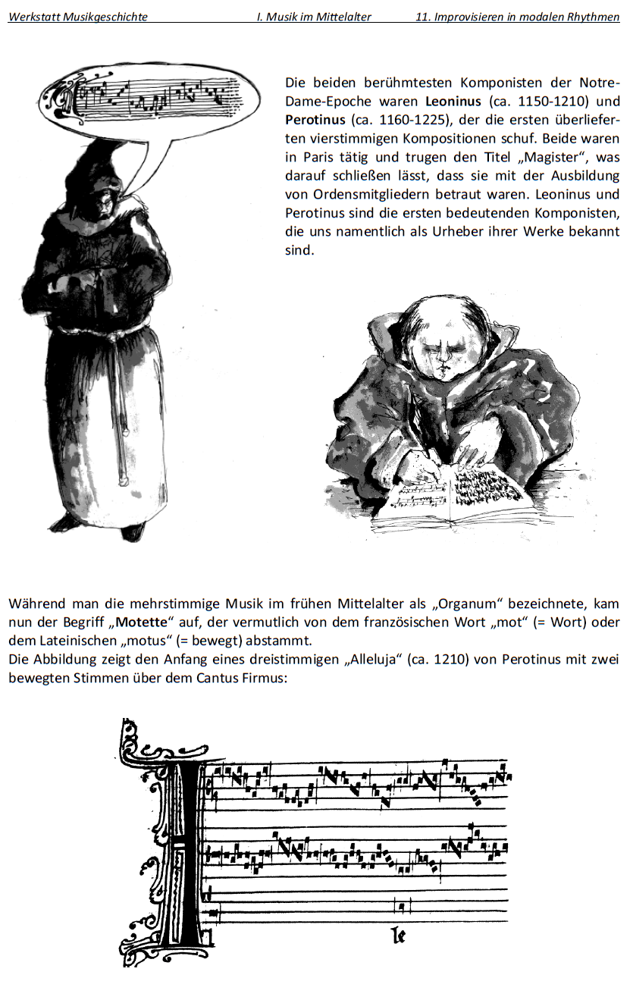 Werkstatt Musikgeschichte I. Musik im Mittelalter 11. Improvisieren in modalen Rhythmen
Die beiden berühmtesten Komponisten der Notre-
Dame-Epoche waren Leoninus (ca. 1150-1210) und
Perotinus (ca. 1160-1225), der die ersten überliefer-
ten vierstimmigen Kompositionen schuf. Beide waren
in Paris tätig und trugen den Titel „Magister“, was
darauf schließen lässt, dass sie mit der Ausbildung
von Ordensmitgliedern betraut waren. Leoninus und
Perotinus sind die ersten bedeutenden Komponisten,
die uns namentlich als Urheber ihrer Werke bekannt
sind.
Während man die mehrstimmige Musik im frühen Mittelalter als „Organum“ bezeichnete, kam
nun der Begriff „Motette“ auf, der vermutlich von dem französischen Wort „mot“ (= Wort) oder
dem Lateinischen „motus“ (= bewegt) abstammt.
Die Abbildung zeigt den Anfang eines dreistimmigen „Alleluja“ (ca. 1210) von Perotinus mit zwei
bewegten Stimmen über dem Cantus Firmus:
le